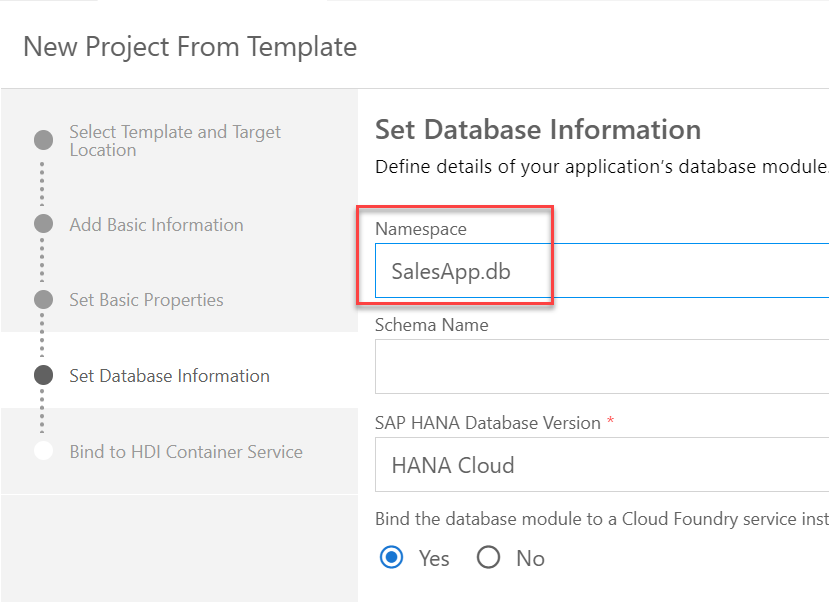 New Project From Template
Select Template and Target
Location
Add Basic Information
Set Basic Properties
Set Database Information
Bind to HDI Container Service
Set Database Information
Define details of your application's database module.
Namespace
SalesApp.db
Schema Name
SAP HANA Database Version *
HANA Cloud
Bind the database module to a Cloud Foundry service inst
Yes
No